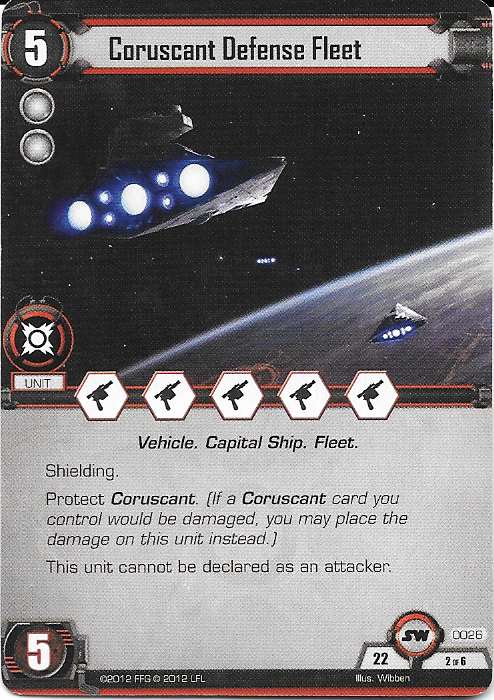 5
Coruscant Defense Fleet
UNIT
Vehicle. Capital Ship. Fleet.
Shielding.
Protect Coruscant. (If a Coruscant card you
control would be damaged, you may place the
damage on this unit instead.)
This unit cannot be declared as an attacker.
5
SW
0026
22
2 of 6
©2012 FFG © 2012 LFL
Illus. Wibben